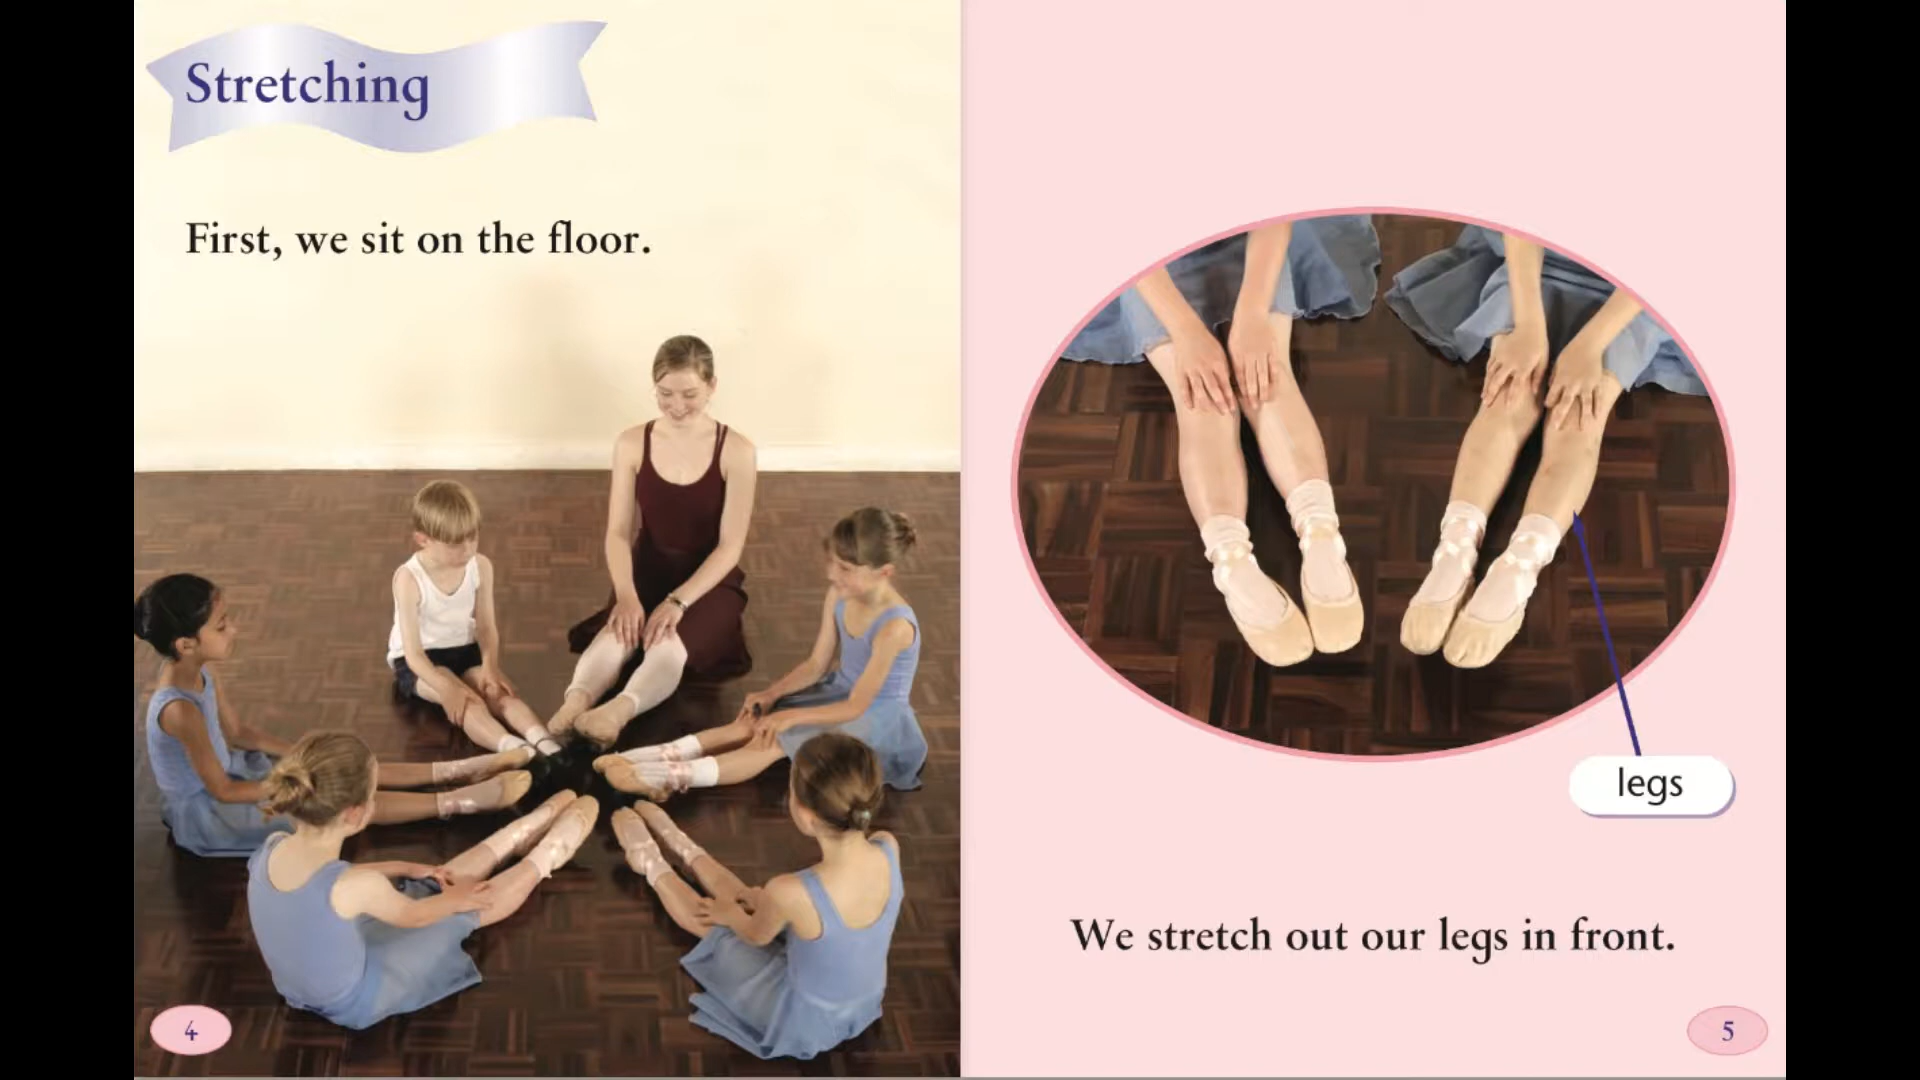 Stretching
First, we sit on the floor.
4
legs
We stretch out our legs in front.
5